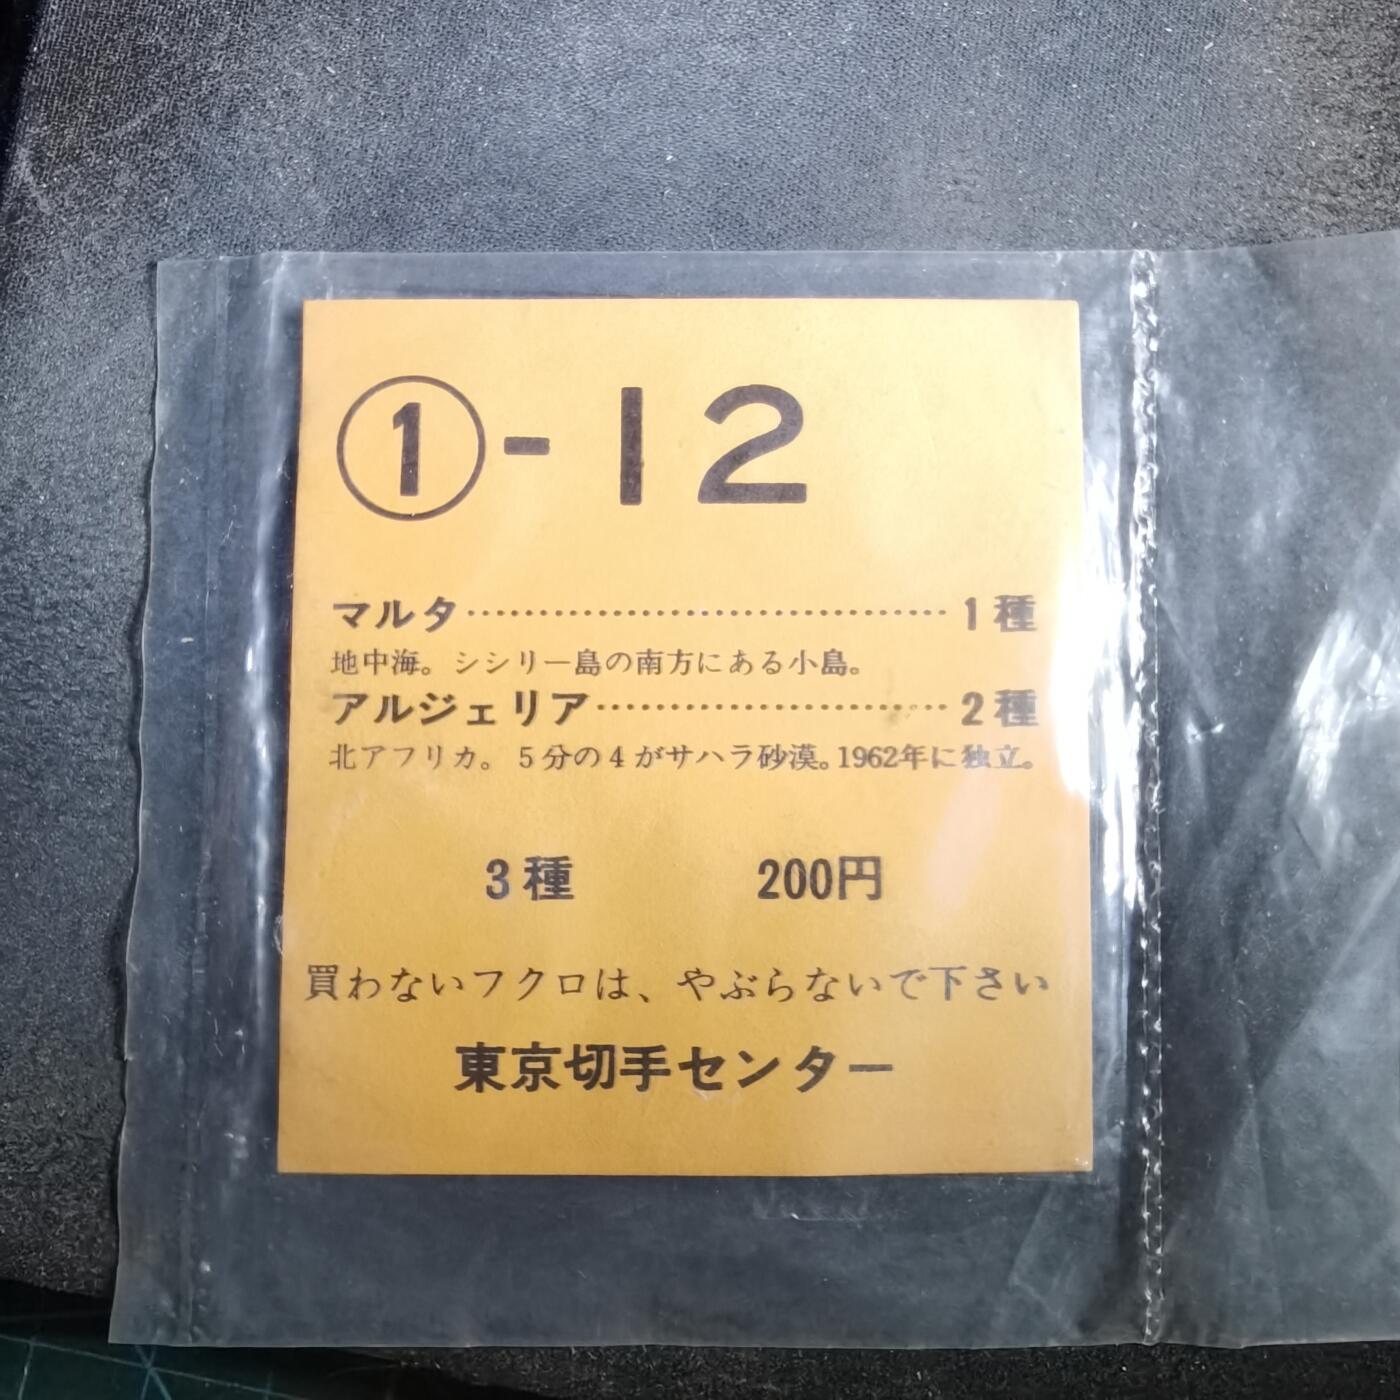 ①-12
マルタ………………………………1種
地中海。シシリー島の南方にある小島。
アルジェリア………………………2種
北アフリカ。5分の4がサハラ砂漠。1962年に独立。
3種 200円
買わないフクロは、やぶらないで下さい
東京切手センター